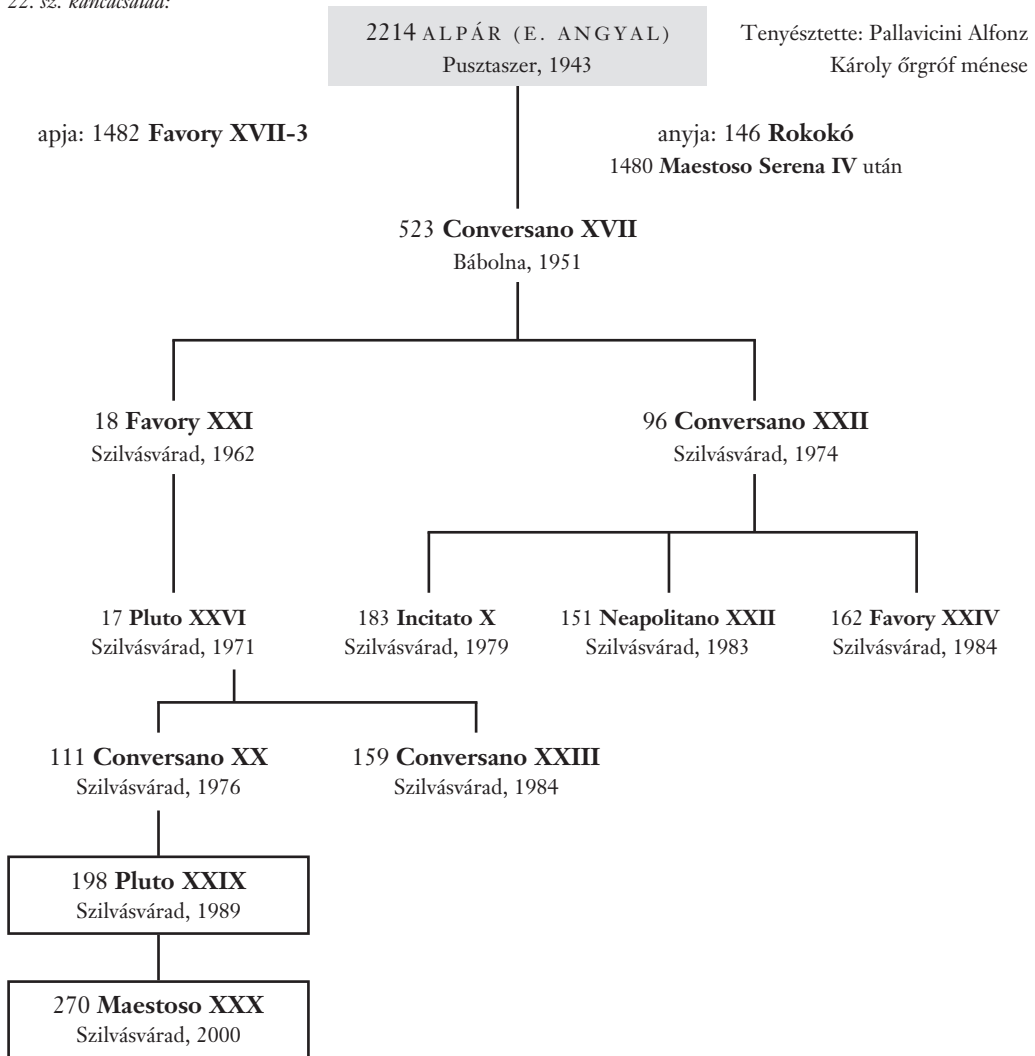 22. sz. kancacsalád:
2214 ALPÁR (E. ANGYAL)
Pusztaszer, 1943
Tenyésztette: Pallavicini Alfonz
Károly őrgróf ménese
apja: 1482 Favory XVII-3
anyja: 146 Rokokó
1480 Maestoso Serena IV után
523 Conversano XVII
Bábolna, 1951
18 Favory XXI
Szilvásvárad, 1962
96 Conversano XXII
Szilvásvárad, 1974
17 Pluto XXVI
Szilvásvárad, 1971
183 Incitato X
Szilvásvárad, 1979
151 Neapolitano XXII
Szilvásvárad, 1983
162 Favory XXIV
Szilvásvárad, 1984
111 Conversano XX
Szilvásvárad, 1976
159 Conversano XXIII
Szilvásvárad, 1984
198 Pluto XXIX
Szilvásvárad, 1989
270 Maestoso XXX
Szilvásvárad, 2000